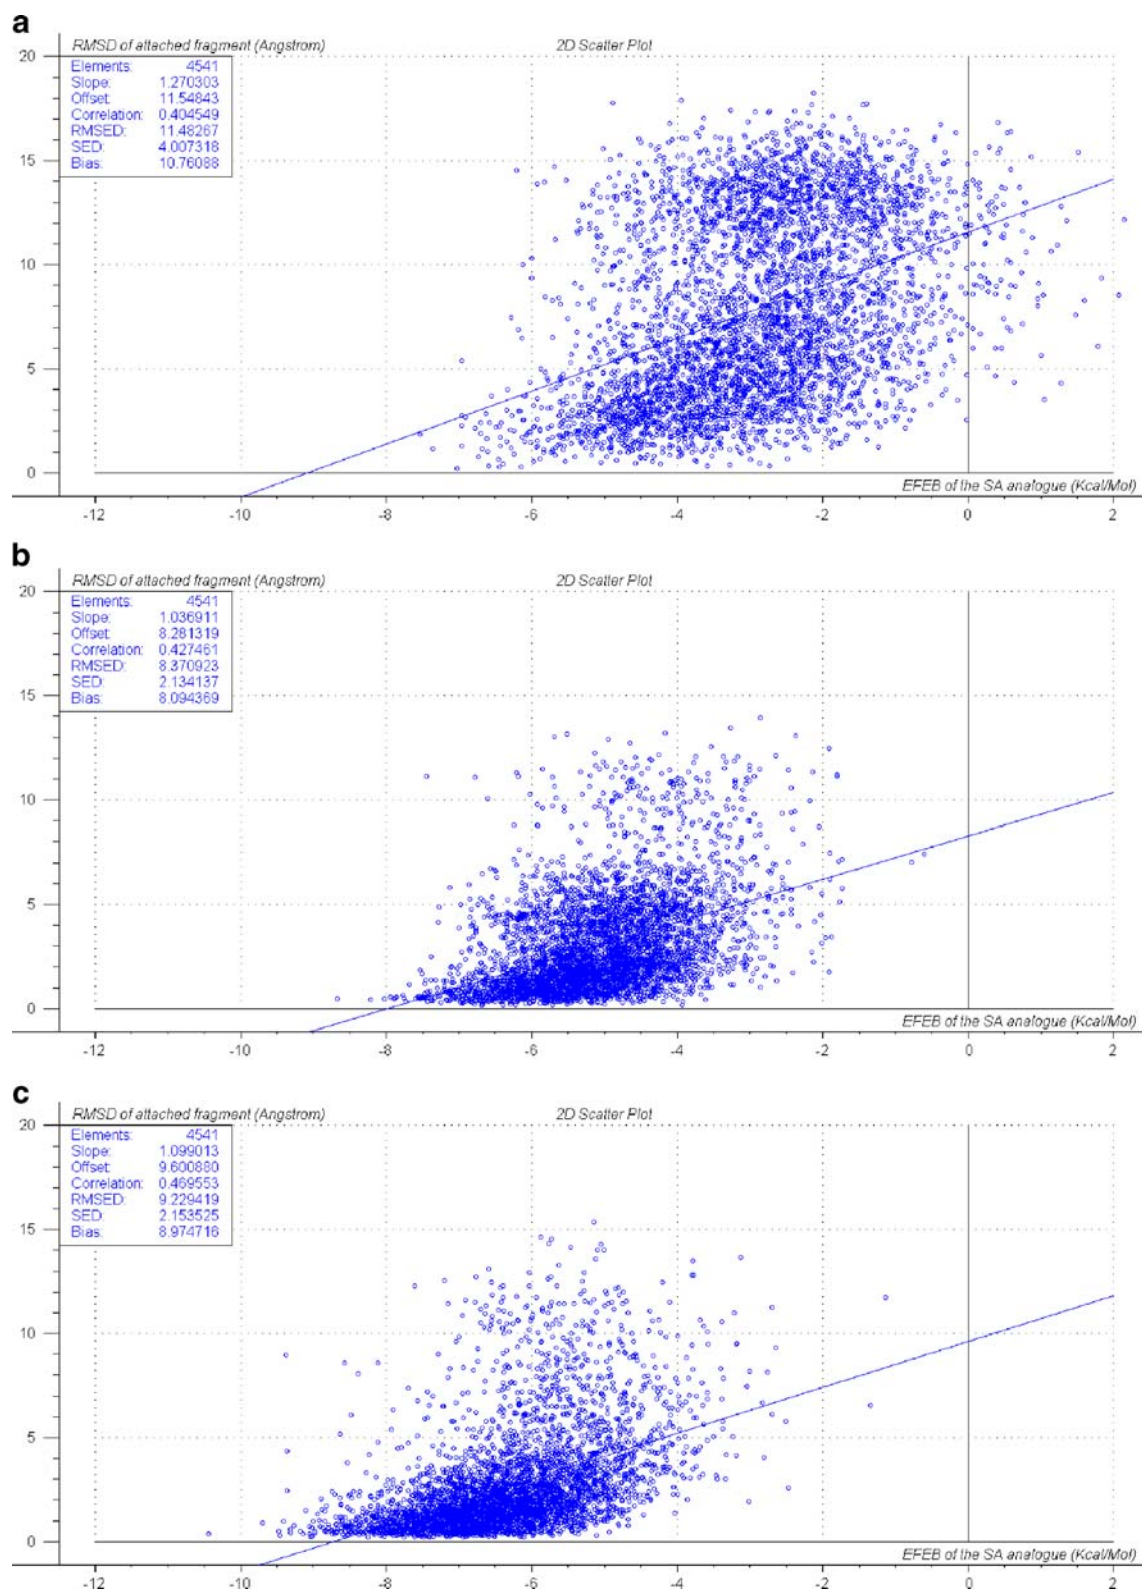 a
RMSD of attached fragment (Angstrom) 2D Scatter Plot
20
Elements: 4541
Slope: 1.270303
Offset: 11.54843
Correlation: 0.404549
RMSED: 11.48267
SED: 4.007318
Bias: 10.76088
15
10
5
0
EFEB of the SA analogue (Kcal/Mol)
-12 -10 -8 -6 -4 -2 0 2
b
RMSD of attached fragment (Angstrom) 2D Scatter Plot
20
Elements: 4541
Slope: 1.036911
Offset: 8.281319
Correlation: 0.427461
RMSED: 8.370923
SED: 2.134137
Bias: 8.094369
15
10
5
0
EFEB of the SA analogue (Kcal/Mol)
-12 -10 -8 -6 -4 -2 0 2
c
RMSD of attached fragment (Angstrom) 2D Scatter Plot
20
Elements: 4541
Slope: 1.099013
Offset: 9.600880
Correlation: 0.469553
RMSED: 9.229419
SED: 2.153525
Bias: 8.974716
15
10
5
0
EFEB of the SA analogue (Kcal/Mol)
-12 -10 -8 -6 -4 -2 0 2